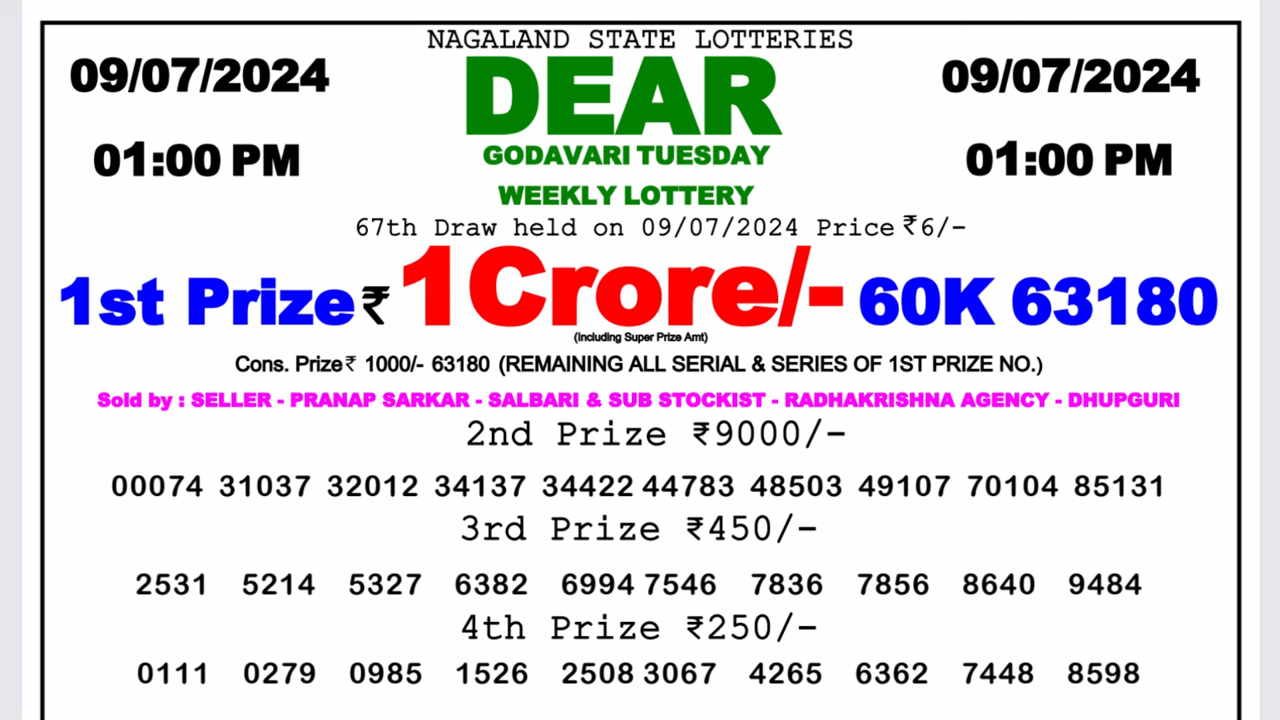 NAGALAND STATE LOTTERIES
09/07/2024 DEAR 09/07/2024
01:00 PM GODAVARI TUESDAY 01:00 PM
WEEKLY LOTTERY
67th Draw held on 09/07/2024 Price ₹6/-
1st Prize ₹ 1Crore/- 60K 63180
(Including Super Prize Amt)
Cons. Prize ₹ 1000/- 63180 (REMAINING ALL SERIAL & SERIES OF 1ST PRIZE NO.)
Sold by : SELLER - PRANAP SARKAR - SALBARI & SUB STOCKIST - RADHAKRISHNA AGENCY - DHUPGURI
2nd Prize ₹9000/-
00074 31037 32012 34137 34422 44783 48503 49107 70104 85131
3rd Prize ₹450/-
2531 5214 5327 6382 6994 7546 7836 7856 8640 9484
4th Prize ₹250/-
0111 0279 0985 1526 2508 3067 4265 6362 7448 8598